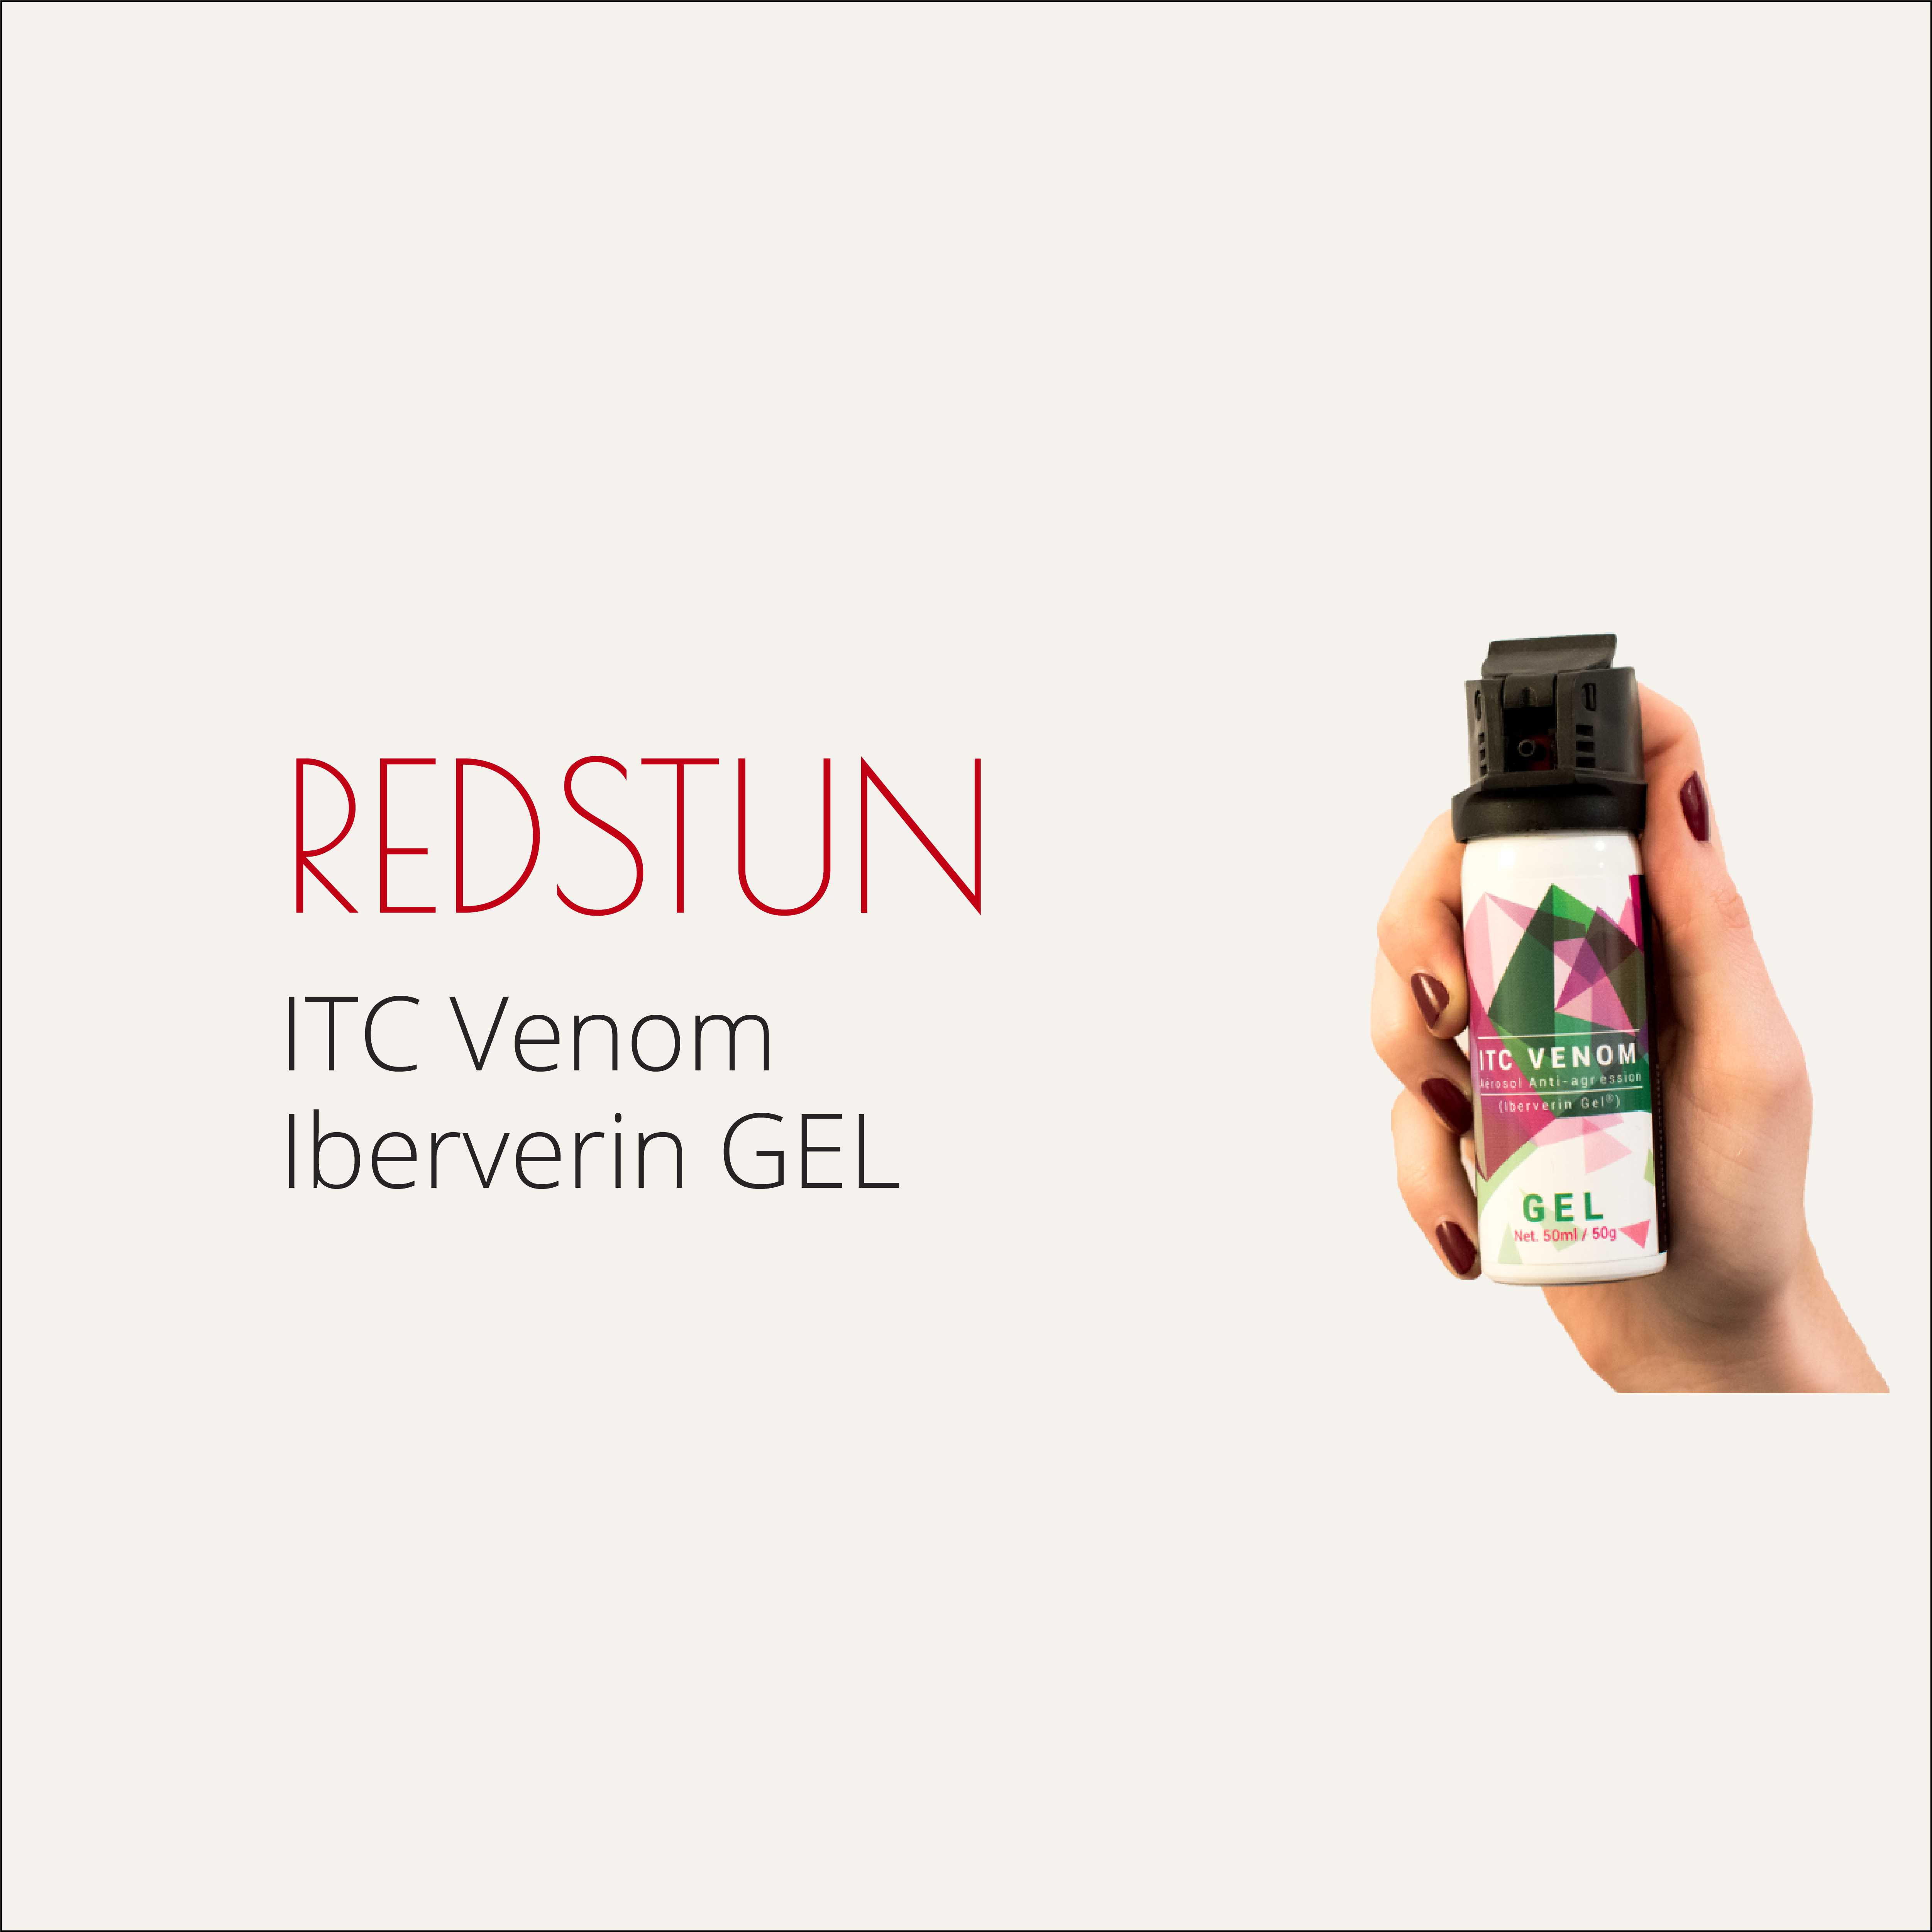 REDSTUN
ITC Venom
Iberverin GEL
ITC VENOM
Aérosol Anti-agression
(Iberverin Gel®)
GEL
Net. 50ml / 50g